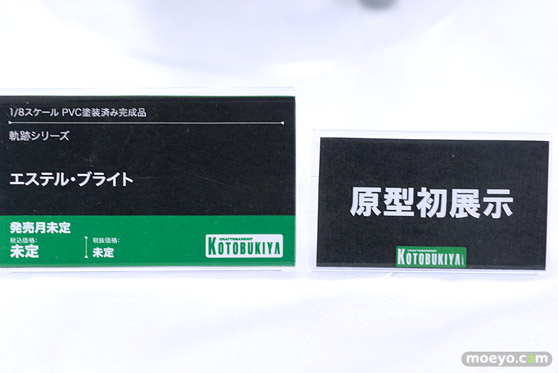 1/8スケール PVC塗装済み完成品
軌跡シリーズ
エステル・ブライト
発売月未定
税込価格:
未定
税抜価格:
未定
CRAFTSMANSHIP
KOTOBUKIYA
原型初展示
CRAFTSMANSHIP
KOTOBUKIYA
moeyo.com